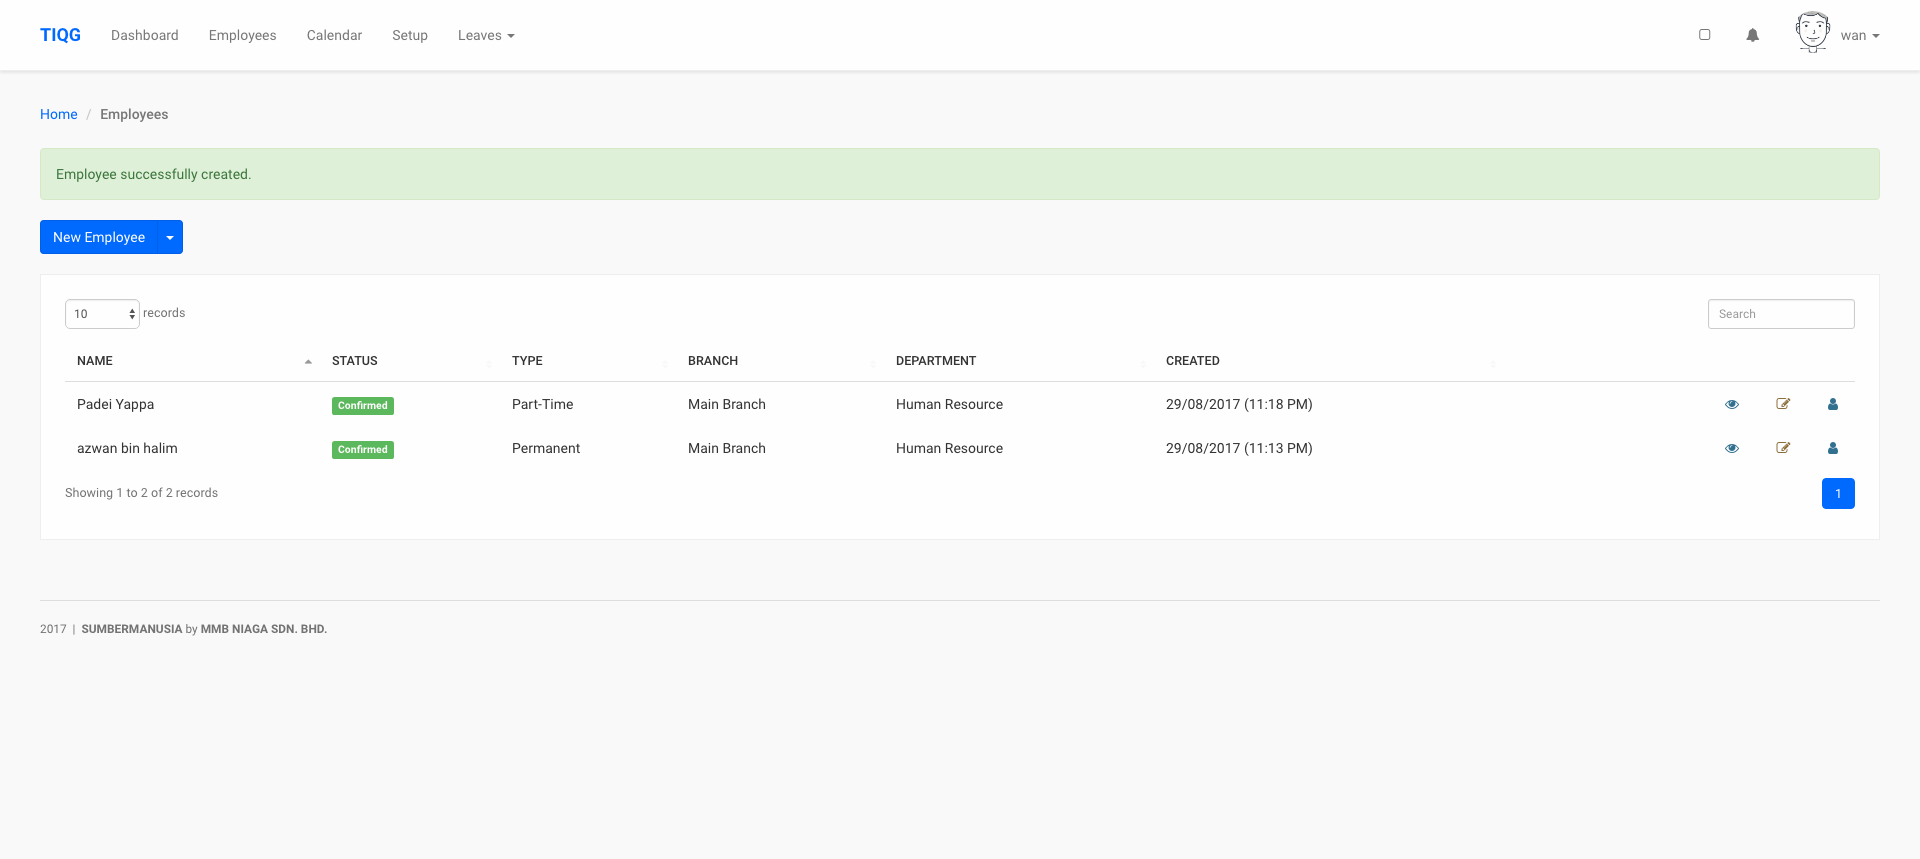 TIQG Dashboard Employees Calendar Setup Leaves wan
Home / Employees
Employee successfully created.
New Employee
10 records Search
NAME STATUS TYPE BRANCH DEPARTMENT CREATED
Padei Yappa Confirmed Part-Time Main Branch Human Resource 29/08/2017 (11:18 PM)
azwan bin halim Confirmed Permanent Main Branch Human Resource 29/08/2017 (11:13 PM)
Showing 1 to 2 of 2 records 1
2017 | SUMBERMANUSIA by MMB NIAGA SDN. BHD.